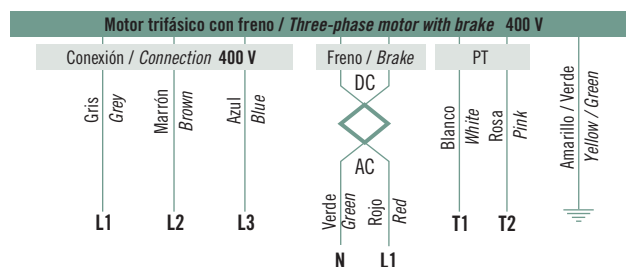 Motor trifásico con freno / Three-phase motor with brake 400 V
Conexión / Connection 400 V
Freno / Brake
PT
DC
AC
Gris
Grey
Marrón
Brown
Azul
Blue
Verde
Green
Rojo
Red
Blanco
White
Rosa
Pink
Amarillo / Verde
Yellow / Green
L1
L2
L3
T1
T2
N
L1